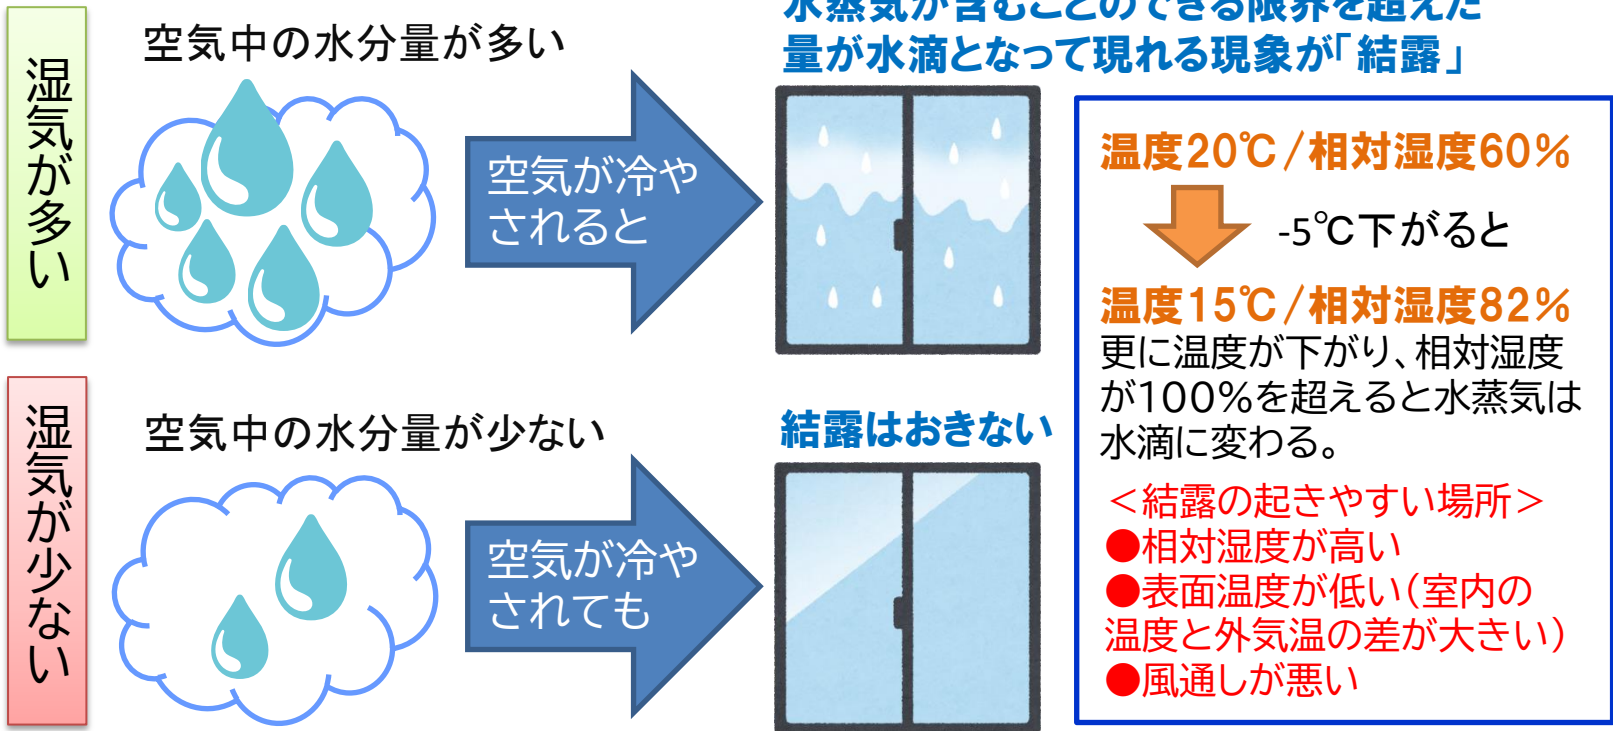 湿気が多い
空気中の水分量が多い
空気が冷や
されると
水蒸気が含むことのできる限界を超えた
量が水滴となって現れる現象が「結露」
湿気が少ない
空気中の水分量が少ない
空気が冷や
されても
結露はおきない
温度20℃/相対湿度60%
-5℃下がると
温度15℃/相対湿度82%
更に温度が下がり、相対湿度
が100%を超えると水蒸気は
水滴に変わる。
＜結露の起きやすい場所＞
●相対湿度が高い
●表面温度が低い(室内の
温度と外気温の差が大きい)
●風通しが悪い